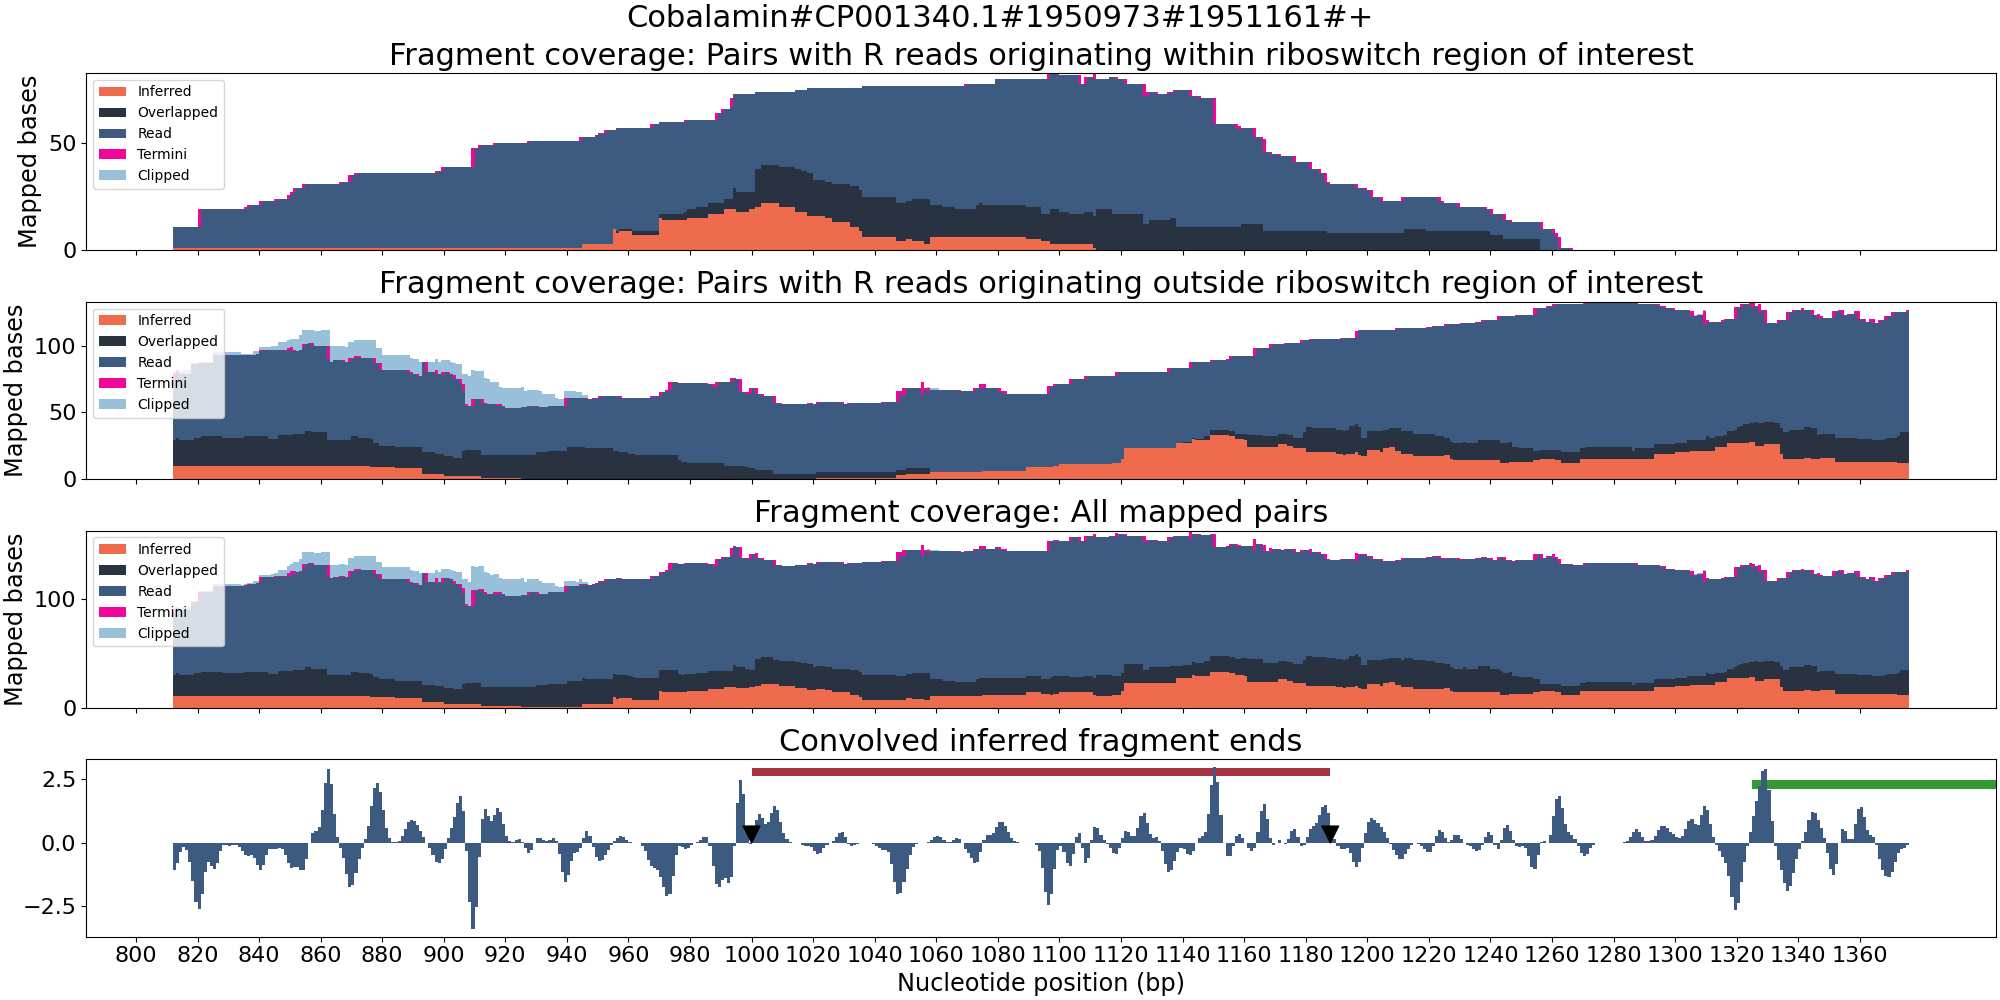 Cobalamin#CP001340.1#1950973#1951161#+
Fragment coverage: Pairs with R reads originating within riboswitch region of interest
Mapped bases
50
0
Inferred
Overlapped
Read
Termini
Clipped
Fragment coverage: Pairs with R reads originating outside riboswitch region of interest
Mapped bases
100
50
0
Inferred
Overlapped
Read
Termini
Clipped
Fragment coverage: All mapped pairs
Mapped bases
100
0
Inferred
Overlapped
Read
Termini
Clipped
Convolved inferred fragment ends
2.5
0.0
−2.5
800 820 840 860 880 900 920 940 960 980 1000 1020 1040 1060 1080 1100 1120 1140 1160 1180 1200 1220 1240 1260 1280 1300 1320 1340 1360
Nucleotide position (bp)